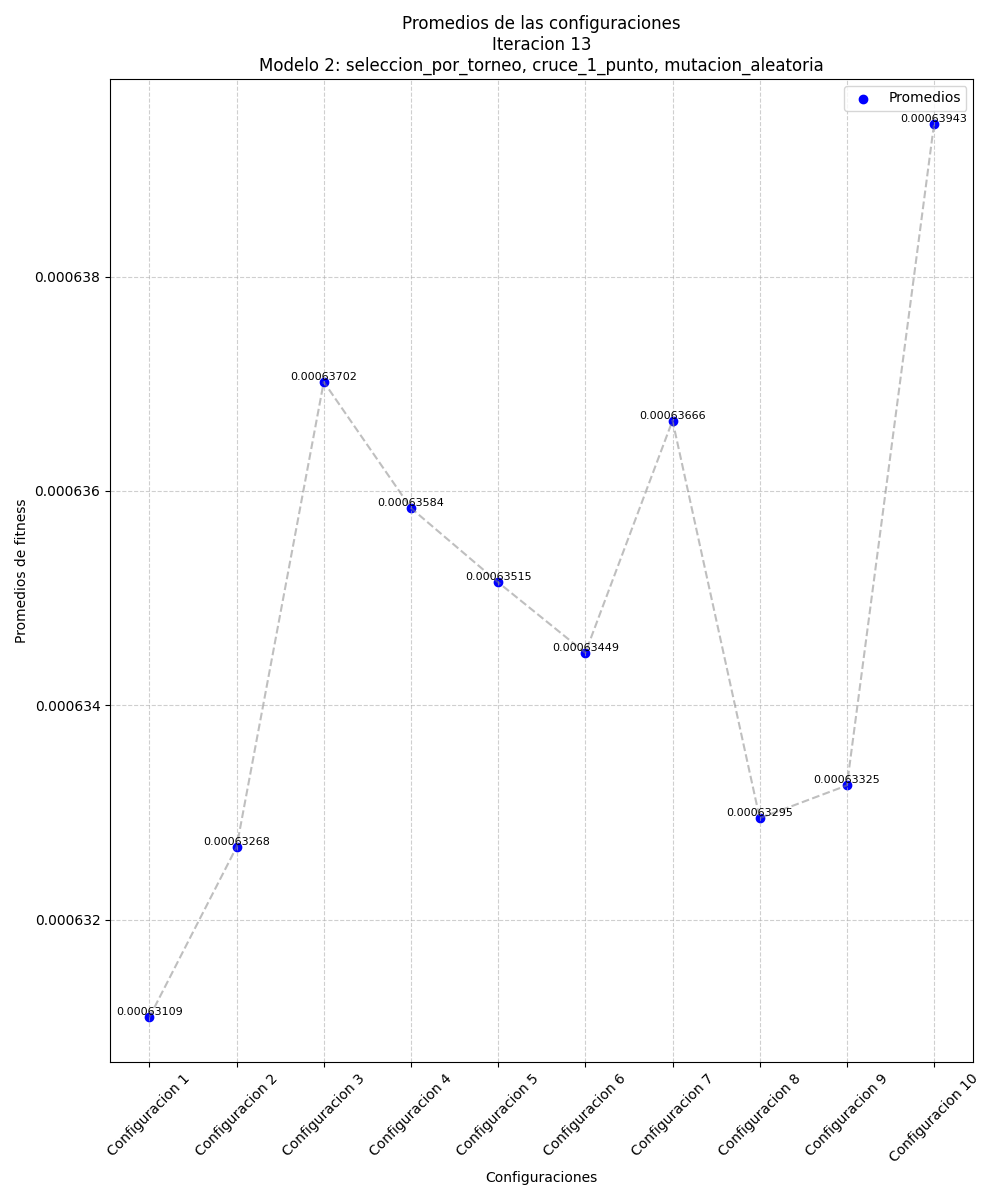 Promedios de las configuraciones
Iteracion 13
Modelo 2: seleccion_por_torneo, cruce_1_punto, mutacion_aleatoria
Promedios
0.00063943
0.000638
0.00063702
0.00063666
0.000636
0.00063584
0.00063515
0.00063449
0.000634
0.00063325
0.00063295
0.00063268
0.000632
0.00063109
Promedios de fitness
Configuracion 1
Configuracion 2
Configuracion 3
Configuracion 4
Configuracion 5
Configuracion 6
Configuracion 7
Configuracion 8
Configuracion 9
Configuracion 10
Configuraciones